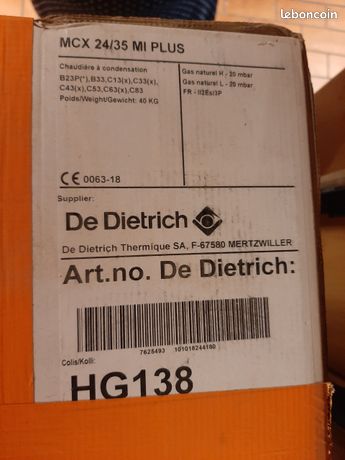 leboncoin
MCX 24/35 MI PLUS
Chaudière à condensation
B23P(*),B33,C13(x),C33(x),
C43(x),C53,C63(x),C83
Poids/Weight/Gewicht: 40 KG
Gas naturel H - 20 mbar
Gas naturel L - 20 mbar
FR - II2Esi3P
CE 0063-18
Supplier:
De Dietrich
De Dietrich Thermique SA, F-67580 MERTZWILLER
Art.no. De Dietrich:
7625493 101018244180
Colis/Kolli:
HG138